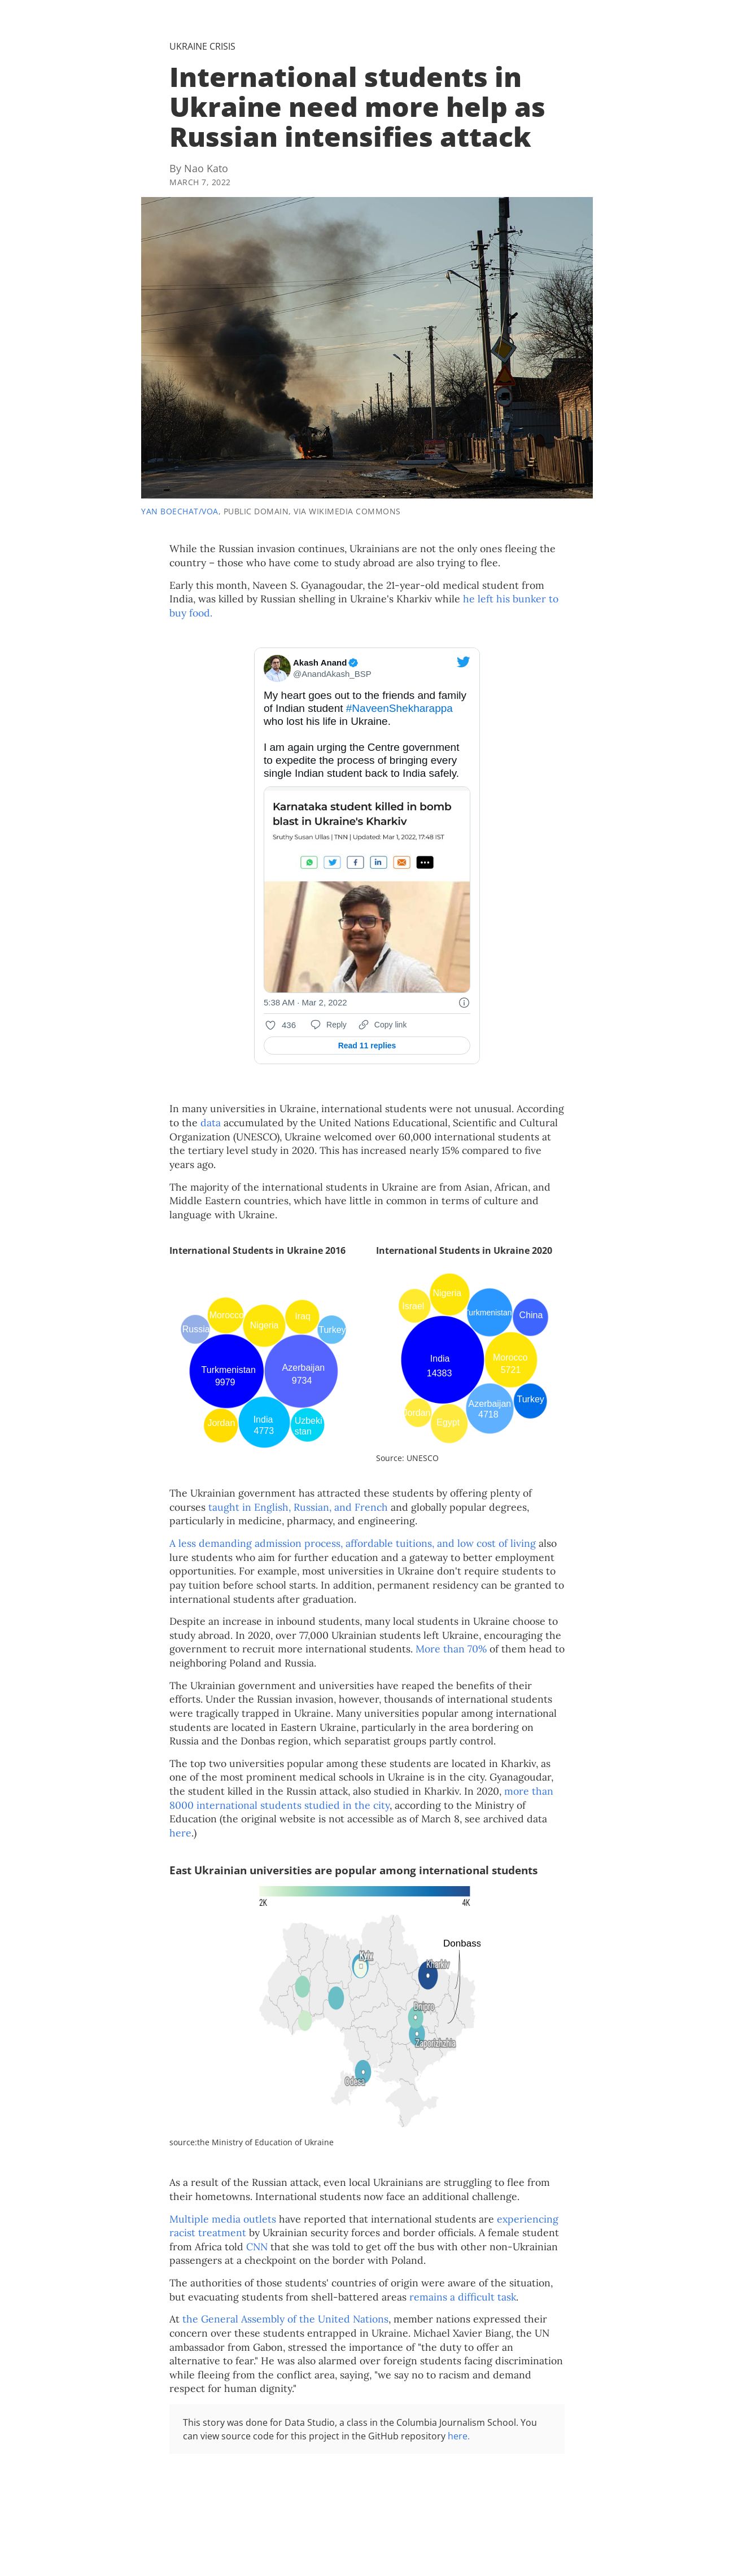 UKRAINE CRISIS
International students in
Ukraine need more help as
Russian intensifies attack
By Nao Kato
MARCH 7, 2022
YAN BOECHAT/VOA, PUBLIC DOMAIN, VIA WIKIMEDIA COMMONS
While the Russian invasion continues, Ukrainians are not the only ones fleeing the
country – those who have come to study abroad are also trying to flee.
Early this month, Naveen S. Gyanagoudar, the 21-year-old medical student from
India, was killed by Russian shelling in Ukraine's Kharkiv while he left his bunker to
buy food.
Akash Anand
@AnandAkash_BSP
My heart goes out to the friends and family
of Indian student #NaveenShekharappa
who lost his life in Ukraine.
I am again urging the Centre government
to expedite the process of bringing every
single Indian student back to India safely.
Karnataka student killed in bomb
blast in Ukraine's Kharkiv
Sruthy Susan Ullas | TNN | Updated: Mar 1, 2022, 17:48 IST
5:38 AM · Mar 2, 2022
436 Reply Copy link
Read 11 replies
In many universities in Ukraine, international students were not unusual. According
to the data accumulated by the United Nations Educational, Scientific and Cultural
Organization (UNESCO), Ukraine welcomed over 60,000 international students at
the tertiary level study in 2020. This has increased nearly 15% compared to five
years ago.
The majority of the international students in Ukraine are from Asian, African, and
Middle Eastern countries, which have little in common in terms of culture and
language with Ukraine.
International Students in Ukraine 2016
Morocco
Iraq
Nigeria
Russia
Turkey
Turkmenistan
9979
Azerbaijan
9734
Jordan
India
4773
Uzbeki
stan
International Students in Ukraine 2020
Nigeria
Israel
urkmenistan
China
India
14383
Morocco
5721
Azerbaijan
4718
Turkey
Jordan
Egypt
Source: UNESCO
The Ukrainian government has attracted these students by offering plenty of
courses taught in English, Russian, and French and globally popular degrees,
particularly in medicine, pharmacy, and engineering.
A less demanding admission process, affordable tuitions, and low cost of living also
lure students who aim for further education and a gateway to better employment
opportunities. For example, most universities in Ukraine don't require students to
pay tuition before school starts. In addition, permanent residency can be granted to
international students after graduation.
Despite an increase in inbound students, many local students in Ukraine choose to
study abroad. In 2020, over 77,000 Ukrainian students left Ukraine, encouraging the
government to recruit more international students. More than 70% of them head to
neighboring Poland and Russia.
The Ukrainian government and universities have reaped the benefits of their
efforts. Under the Russian invasion, however, thousands of international students
were tragically trapped in Ukraine. Many universities popular among international
students are located in Eastern Ukraine, particularly in the area bordering on
Russia and the Donbas region, which separatist groups partly control.
The top two universities popular among these students are located in Kharkiv, as
one of the most prominent medical schools in Ukraine is in the city. Gyanagoudar,
the student killed in the Russin attack, also studied in Kharkiv. In 2020, more than
8000 international students studied in the city, according to the Ministry of
Education (the original website is not accessible as of March 8, see archived data
here.)
East Ukrainian universities are popular among international students
2K 4K
Donbass
Kyiv
Kharkiv
Dnipro
Zaporizhzhia
Odesa
source:the Ministry of Education of Ukraine
As a result of the Russian attack, even local Ukrainians are struggling to flee from
their hometowns. International students now face an additional challenge.
Multiple media outlets have reported that international students are experiencing
racist treatment by Ukrainian security forces and border officials. A female student
from Africa told CNN that she was told to get off the bus with other non-Ukrainian
passengers at a checkpoint on the border with Poland.
The authorities of those students' countries of origin were aware of the situation,
but evacuating students from shell-battered areas remains a difficult task.
At the General Assembly of the United Nations, member nations expressed their
concern over these students entrapped in Ukraine. Michael Xavier Biang, the UN
ambassador from Gabon, stressed the importance of "the duty to offer an
alternative to fear." He was also alarmed over foreign students facing discrimination
while fleeing from the conflict area, saying, "we say no to racism and demand
respect for human dignity."
This story was done for Data Studio, a class in the Columbia Journalism School. You
can view source code for this project in the GitHub repository here.